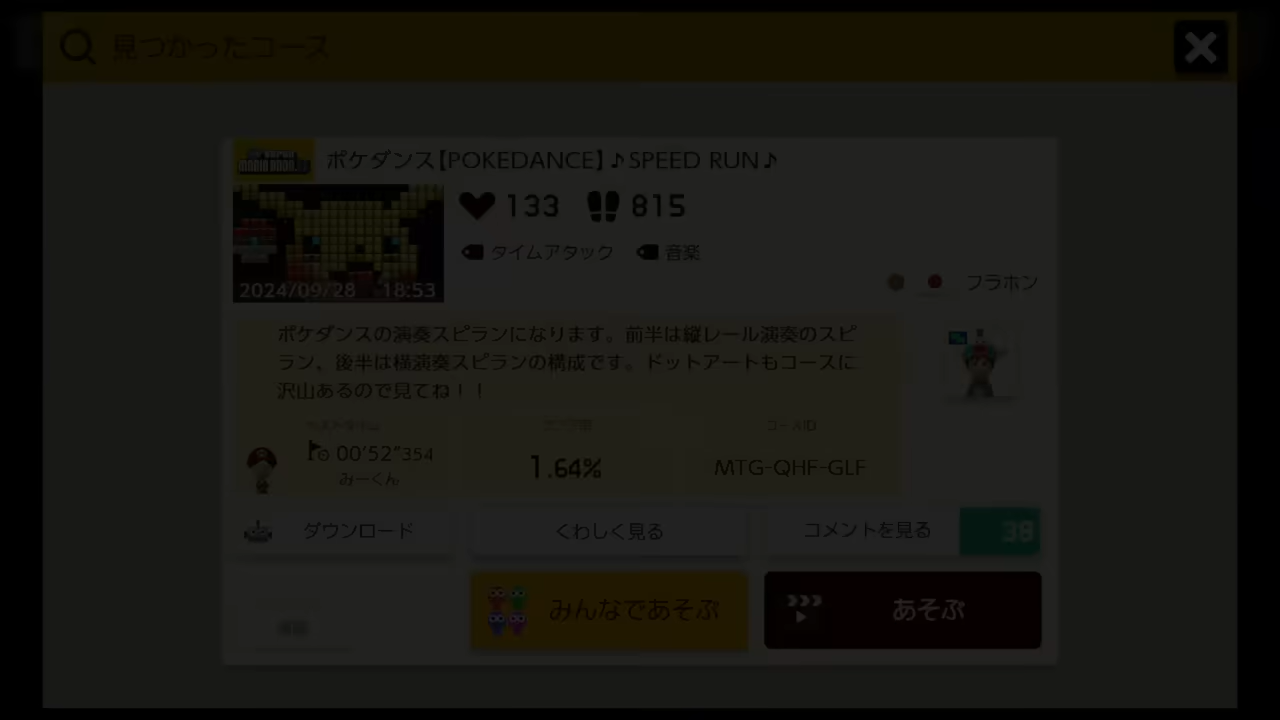 見つかったコース
ポケダンス【POKEDANCE】♪SPEED RUN♪
133 815
タイムアタック 音楽
2024/09/28 18:53
フラホン
ポケダンスの演奏スピランになります。前半は縦レール演奏のスピ
ラン、後半は横演奏スピランの構成です。ドットアートもコースに
沢山あるので見てね！！
コースID
00'52"354
みーくん
1.64%
MTG-QHF-GLF
ダウンロード
くわしく見る
コメントを見る 38
みんなであそぶ
あそぶ